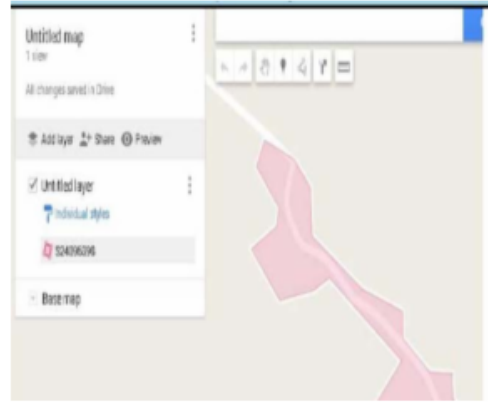 Untitled map
1 view
All changes saved in Drive
Add layer Share Preview
Untitled layer
Individual styles
Base map